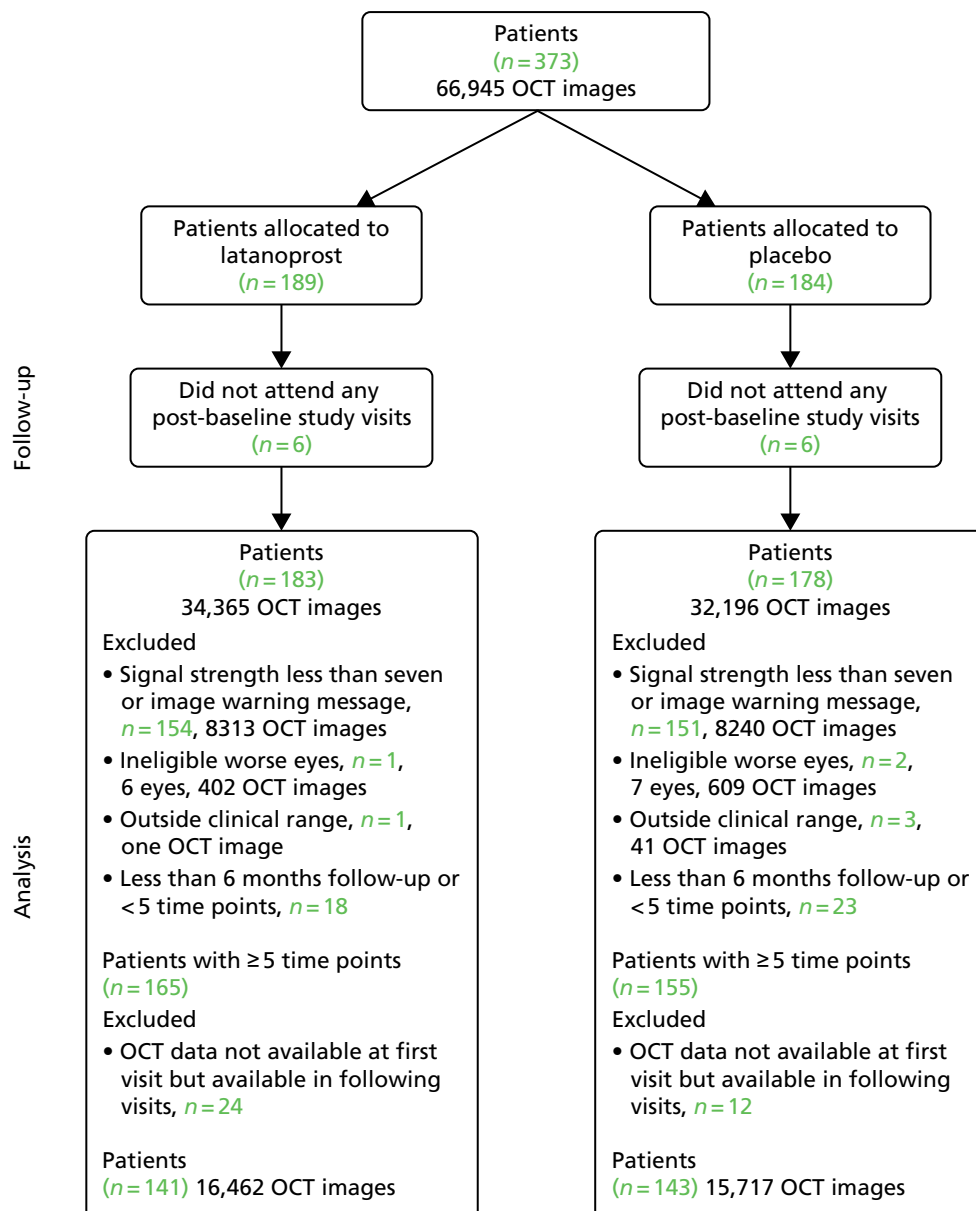 Patients
(n=373)
66,945 OCT images
Patients allocated to
latanoprost
(n=189)
Patients allocated to
placebo
(n=184)
Follow-up
Did not attend any
post-baseline study visits
(n=6)
Did not attend any
post-baseline study visits
(n=6)
Analysis
Patients
(n=183)
34,365 OCT images
Excluded
• Signal strength less than seven
or image warning message,
n=154, 8313 OCT images
• Ineligible worse eyes, n=1,
6 eyes, 402 OCT images
• Outside clinical range, n=1,
one OCT image
• Less than 6 months follow-up or
<5 time points, n=18
Patients with ≥5 time points
(n=165)
Excluded
• OCT data not available at first
visit but available in following
visits, n=24
Patients
(n=141) 16,462 OCT images
Patients
(n=178)
32,196 OCT images
Excluded
• Signal strength less than seven
or image warning message,
n=151, 8240 OCT images
• Ineligible worse eyes, n=2,
7 eyes, 609 OCT images
• Outside clinical range, n=3,
41 OCT images
• Less than 6 months follow-up or
<5 time points, n=23
Patients with ≥5 time points
(n=155)
Excluded
• OCT data not available at first
visit but available in following
visits, n=12
Patients
(n=143) 15,717 OCT images